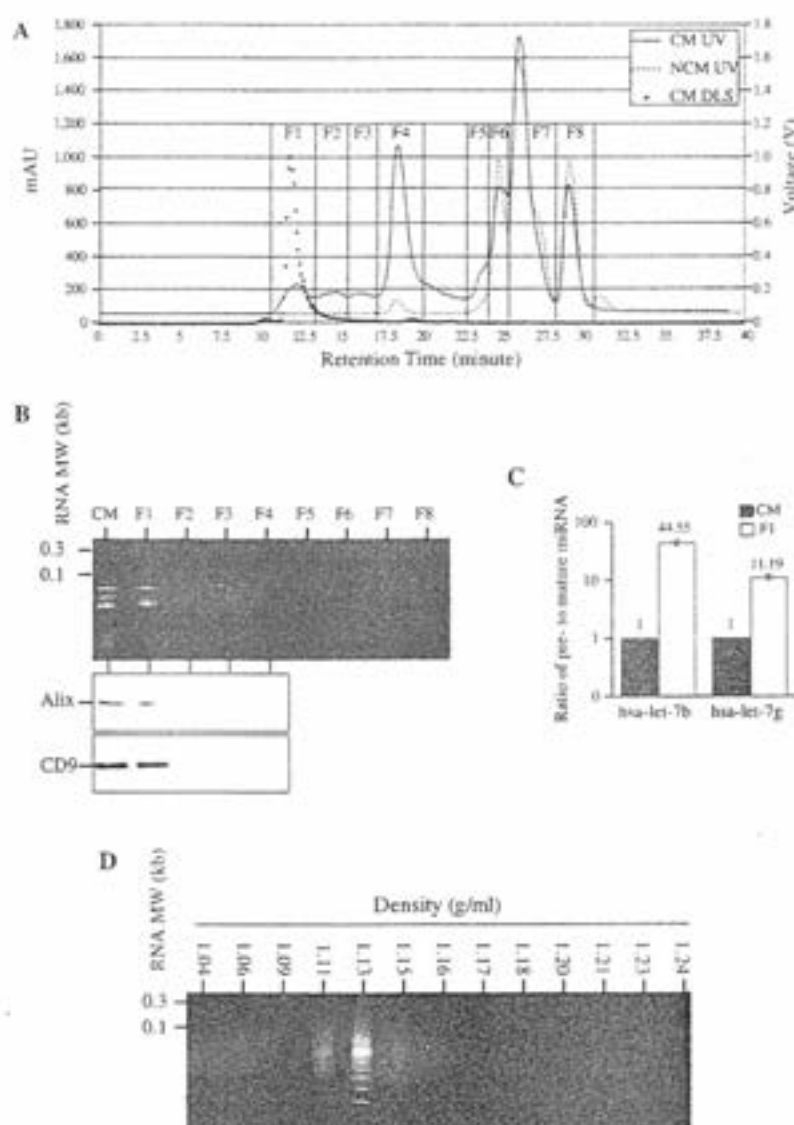 A
1.800
1.600
1.400
1.200
1.000
800
600
400
200
0
mAU
1.8
1.6
1.4
1.2
1.0
0.8
0.6
0.4
0.2
0
Voltage (V)
CM UV
NCM UV
CM DLS
F1 F2 F3 F4 F5 F6 F7 F8
0 2.5 5 7.5 10 12.5 15 17.5 20 22.5 25 27.5 30 32.5 35 37.5 40
Retention Time (minute)
B
RNA MW (kb)
CM F1 F2 F3 F4 F5 F6 F7 F8
0.3
0.1
Alix
CD9
C
Ratio of pre- to mature miRNA
100
10
1
0
CM
F1
1 44.55 1 11.19
hsa-let-7b hsa-let-7g
D
RNA MW (kb)
Density (g/ml)
1.04 1.06 1.09 1.11 1.13 1.15 1.16 1.17 1.18 1.20 1.21 1.23 1.24
0.3
0.1